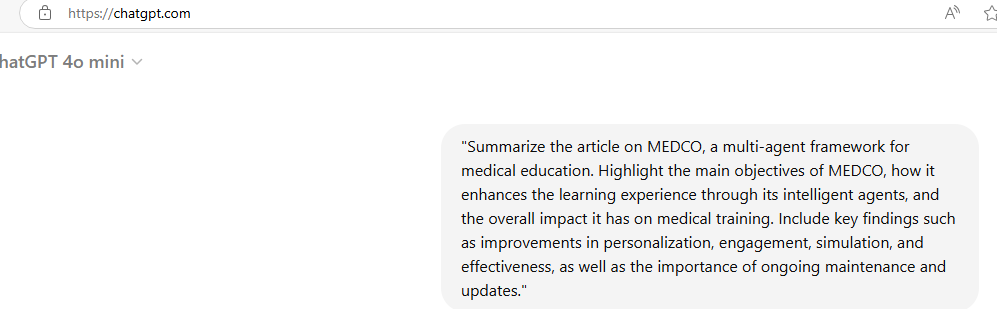 https://chatgpt.com
hatGPT 4o mini
"Summarize the article on MEDCO, a multi-agent framework for
medical education. Highlight the main objectives of MEDCO, how it
enhances the learning experience through its intelligent agents, and
the overall impact it has on medical training. Include key findings such
as improvements in personalization, engagement, simulation, and
effectiveness, as well as the importance of ongoing maintenance and
updates."